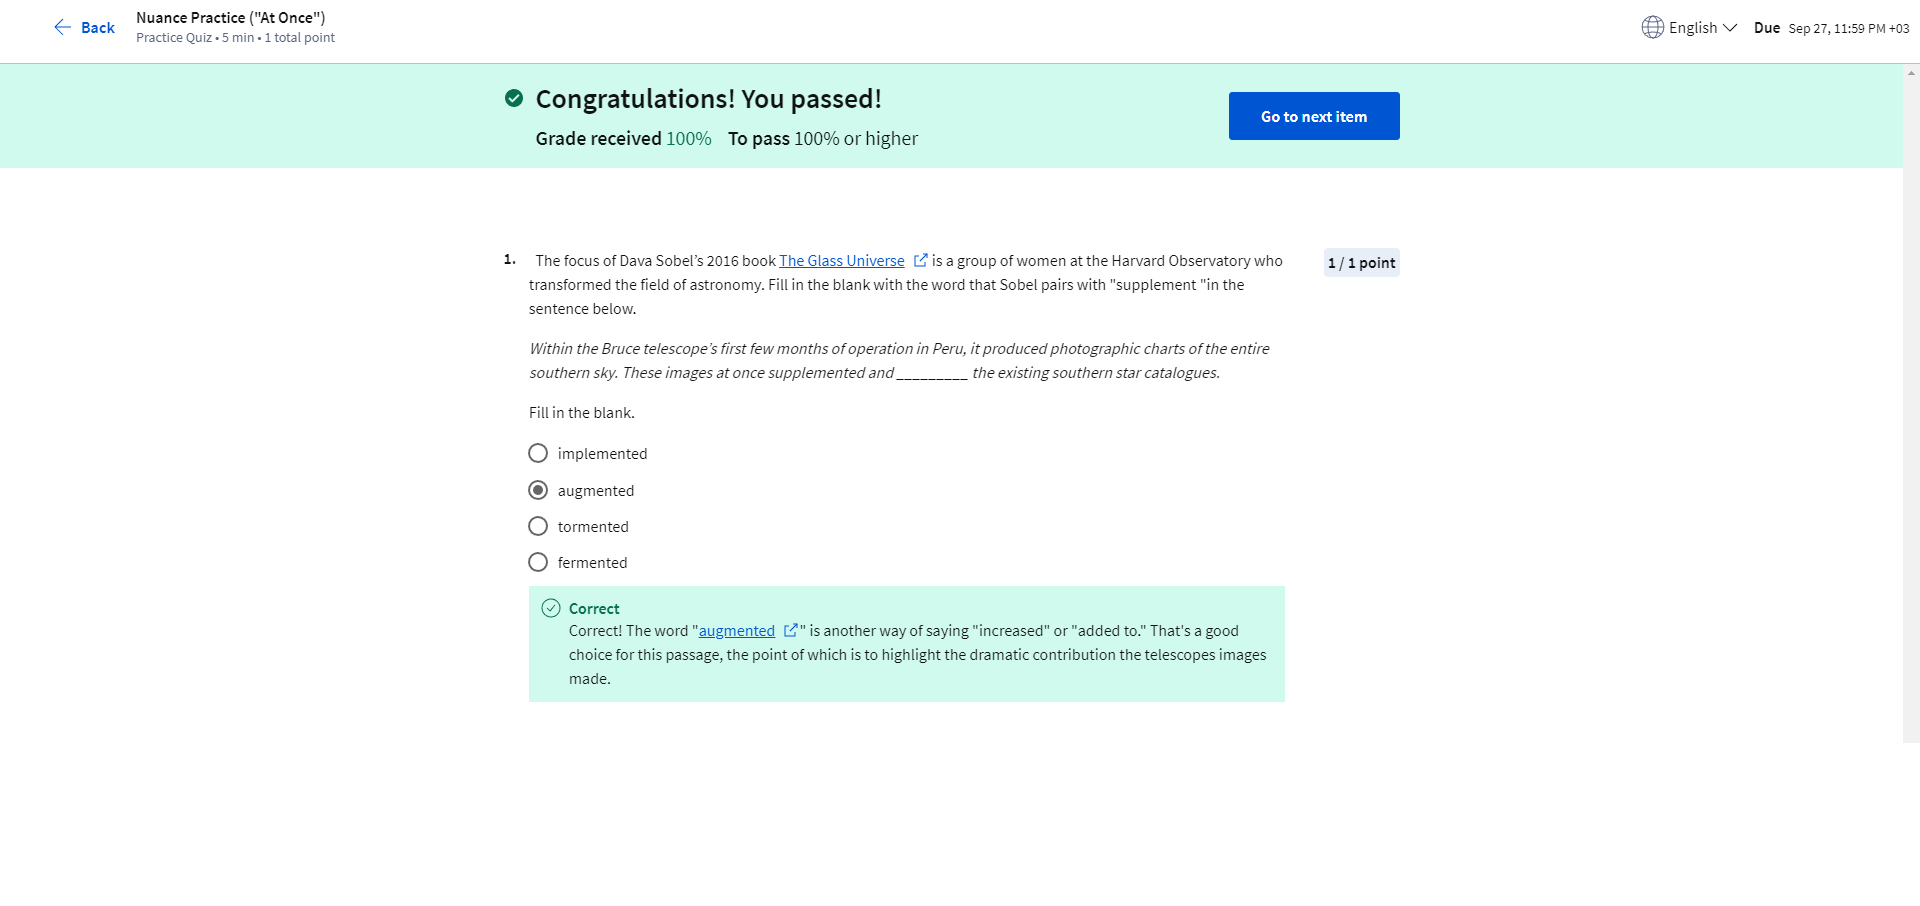 Back
Nuance Practice ("At Once")
Practice Quiz • 5 min • 1 total point
English
Due Sep 27, 11:59 PM +03
Congratulations! You passed!
Grade received 100% To pass 100% or higher
Go to next item
1. The focus of Dava Sobel’s 2016 book The Glass Universe is a group of women at the Harvard Observatory who
transformed the field of astronomy. Fill in the blank with the word that Sobel pairs with "supplement "in the
sentence below.
1 / 1 point
Within the Bruce telescope’s first few months of operation in Peru, it produced photographic charts of the entire
southern sky. These images at once supplemented and _________ the existing southern star catalogues.
Fill in the blank.
implemented
augmented
tormented
fermented
Correct
Correct! The word "augmented " is another way of saying "increased" or "added to." That's a good
choice for this passage, the point of which is to highlight the dramatic contribution the telescopes images
made.